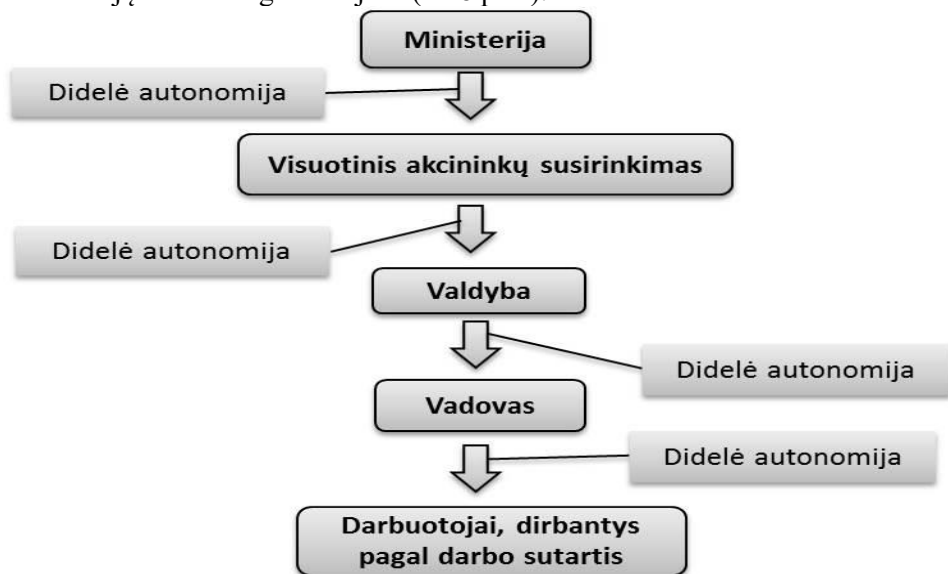 Ministerija
Didelė autonomija
Visuotinis akcininkų susirinkimas
Didelė autonomija
Valdyba
Didelė autonomija
Vadovas
Didelė autonomija
Darbuotojai, dirbantys
pagal darbo sutartis